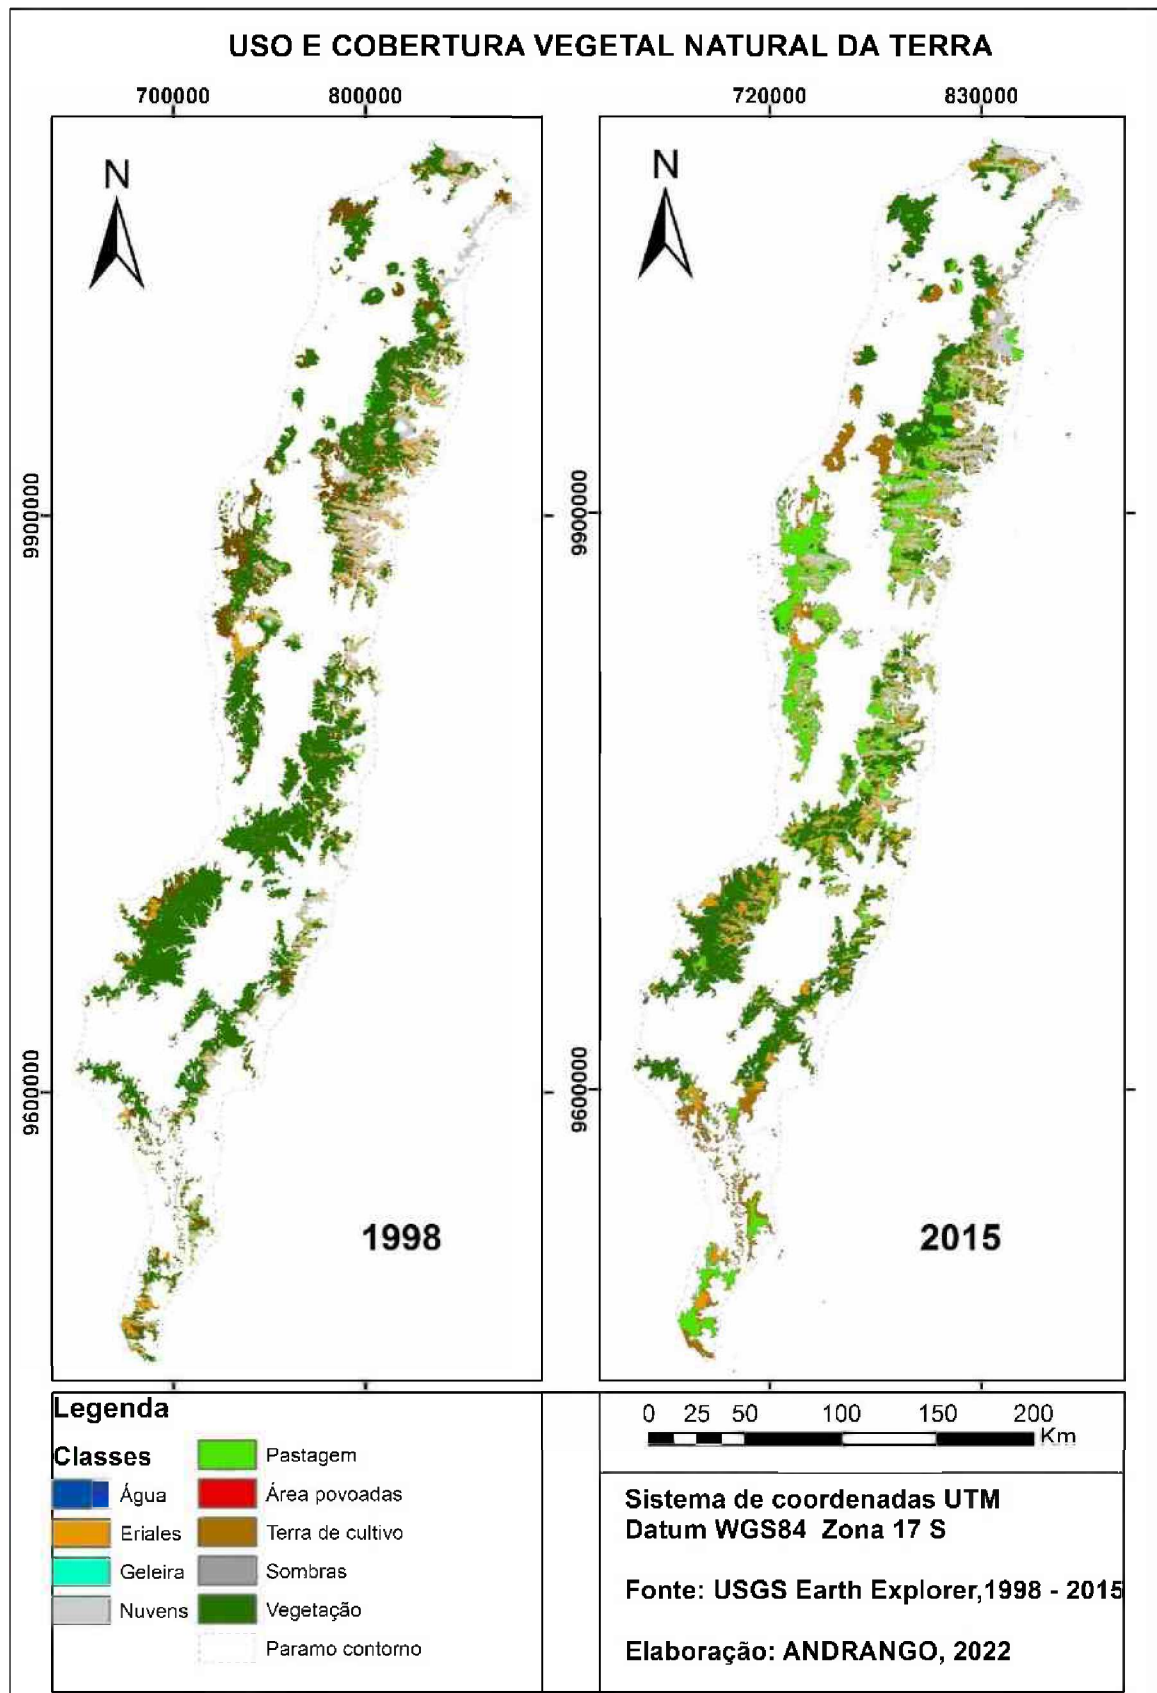 USO E COBERTURA VEGETAL NATURAL DA TERRA
700000
800000
720000
830000
N
N
9900000
9900000
9600000
9600000
1998
2015
Legenda
Classes
Água
Eriales
Geleira
Nuvens
Pastagem
Área povoadas
Terra de cultivo
Sombras
Vegetação
Paramo contorno
0 25 50 100 150 200
Km
Sistema de coordenadas UTM
Datum WGS84 Zona 17 S
Fonte: USGS Earth Explorer,1998 - 2015
Elaboração: ANDRANGO, 2022